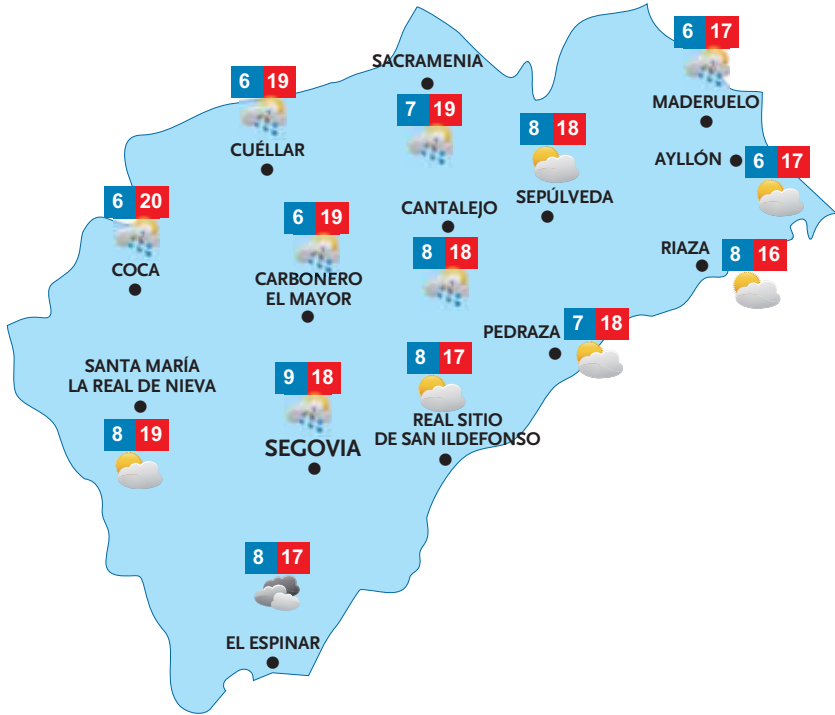 6 17
MADERUELO
SACRAMENIA
7 19
6 19
CUÉLLAR
8 18
SEPÚLVEDA
AYLLÓN
6 17
6 20
COCA
6 19
CARBONERO
EL MAYOR
CANTALEJO
8 18
RIAZA
8 16
PEDRAZA
7 18
SANTA MARÍA
LA REAL DE NIEVA
8 19
9 18
SEGOVIA
8 17
REAL SITIO
DE SAN ILDEFONSO
8 17
EL ESPINAR